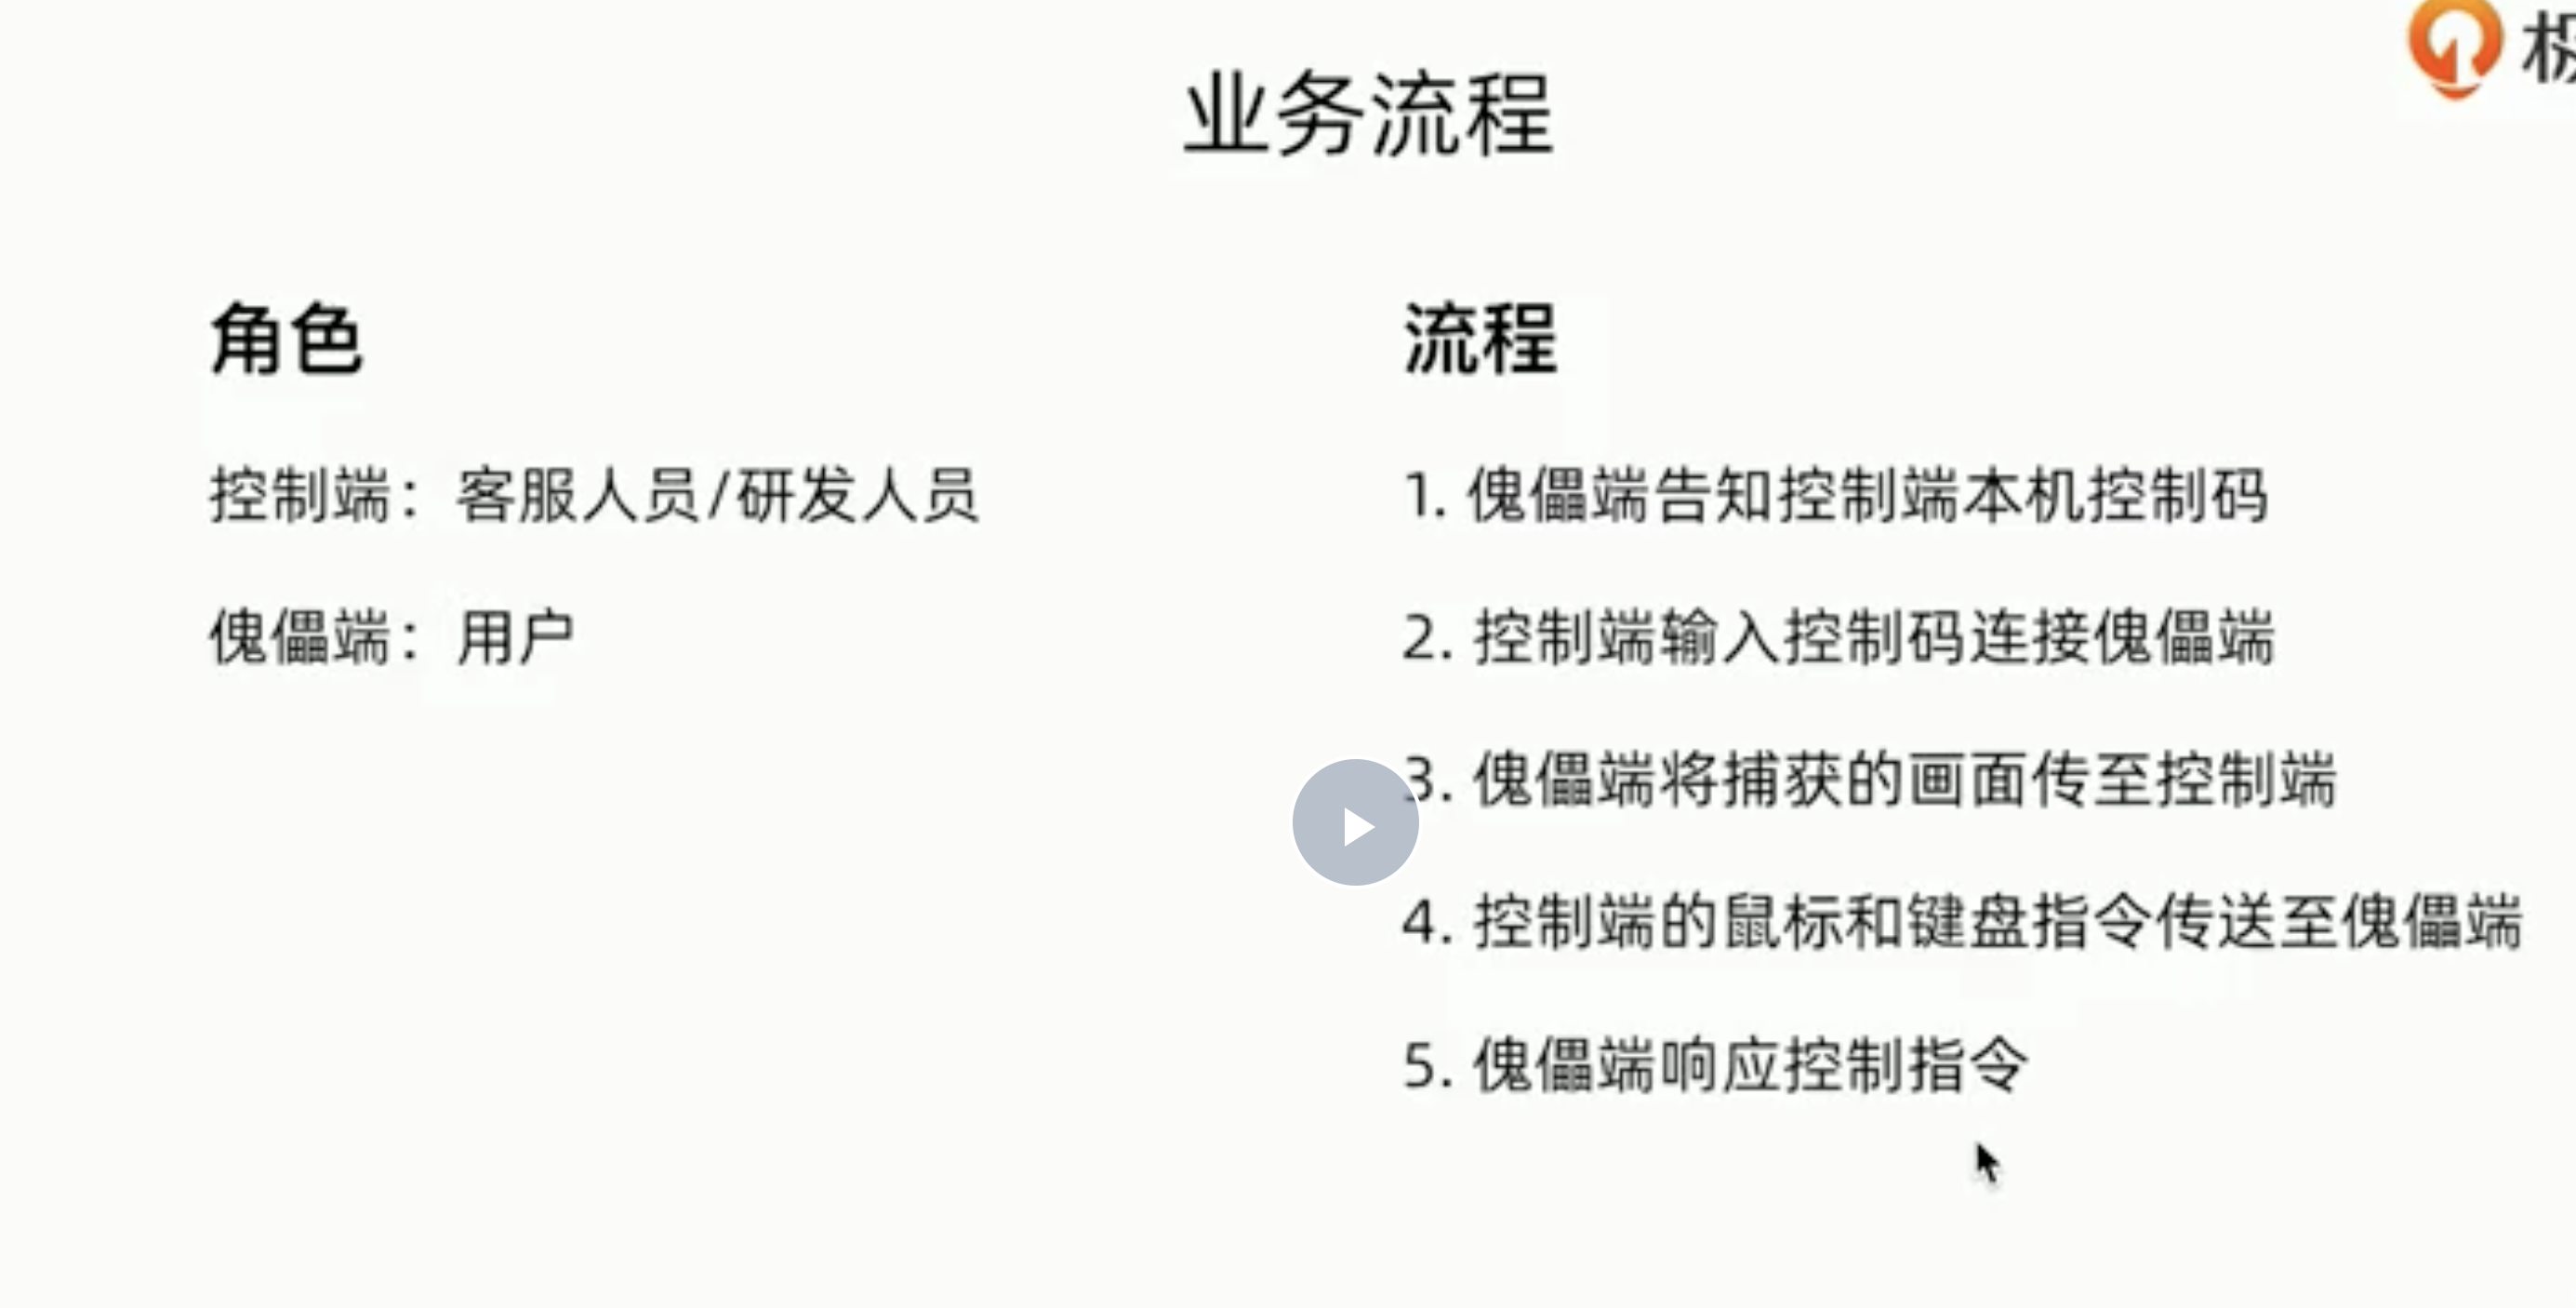 业务流程
角色
控制端：客服人员/研发人员
傀儡端：用户
流程
1. 傀儡端告知控制端本机控制码
2. 控制端输入控制码连接傀儡端
3. 傀儡端将捕获的画面传至控制端
4. 控制端的鼠标和键盘指令传送至傀儡端
5. 傀儡端响应控制指令